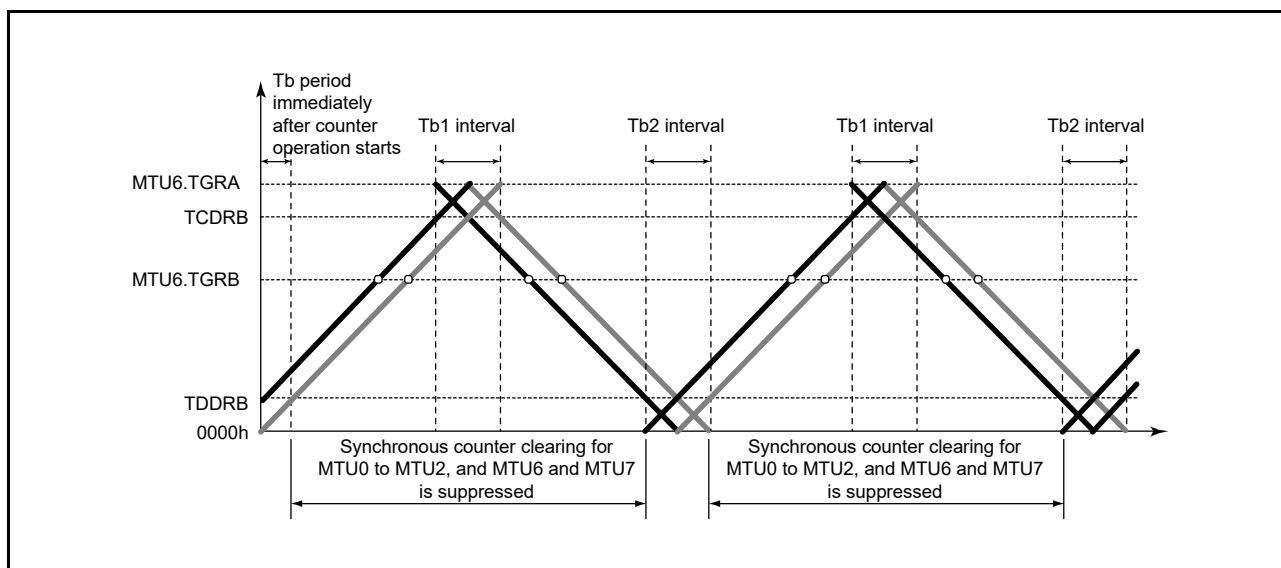 Tb period
immediately
after counter
operation starts
Tb1 interval
Tb2 interval
Tb1 interval
Tb2 interval
MTU6.TGRA
TCDRB
MTU6.TGRB
TDDRB
0000h
Synchronous counter clearing for
MTU0 to MTU2, and MTU6 and MTU7
is suppressed
Synchronous counter clearing for
MTU0 to MTU2, and MTU6 and MTU7
is suppressed